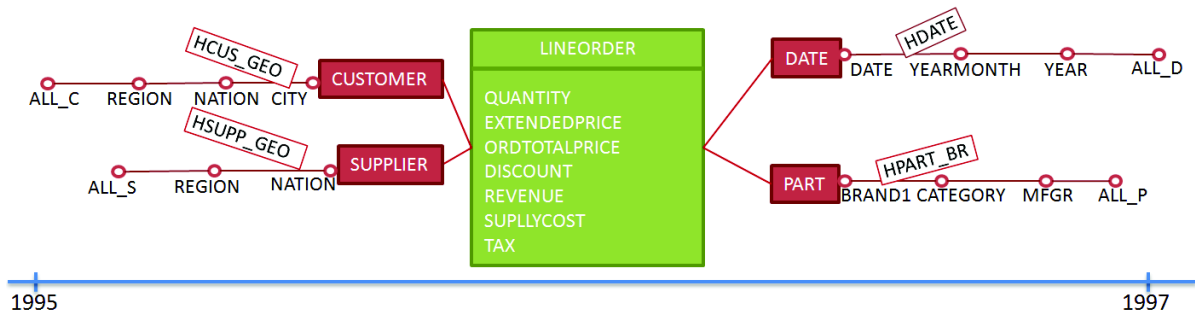 HCUS_GEO
CUSTOMER
ALL_C
REGION
NATION
CITY
HSUPP_GEO
SUPPLIER
ALL_S
REGION
NATION
LINEORDER
QUANTITY
EXTENDEDPRICE
ORDTOTALPRICE
DISCOUNT
REVENUE
SUPLLYCOST
TAX
DATE
HDATE
DATE
YEARMONTH
YEAR
ALL_D
PART
HPART_BR
BRAND1
CATEGORY
MFGR
ALL_P
1995
1997